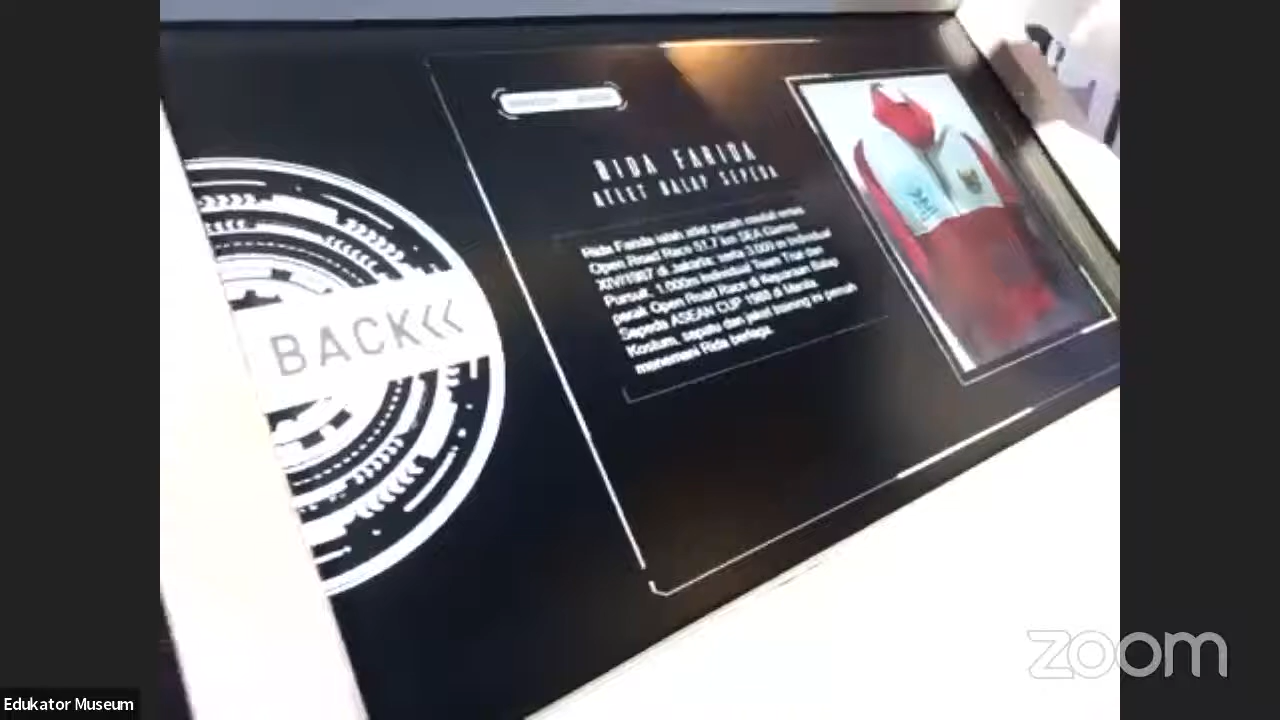 RIDA FARIDA
ATLET BALAP SEPEDA
Rida Farida ialah atlet peraih medali emas
Open Road Race 51.7 km SEA Games
XIV/1987 di Jakarta; serta 3.000 m Individual
Pursuit, 1.000m Individual Team Trial dan
perak Open Road Race di Kejuaraan Balap
Sepeda ASEAN CUP 1988 di Manila.
Kostum, sepatu dan jaket training ini pernah
menemani Rida berlaga.
BACK
zoom
Edukator Museum